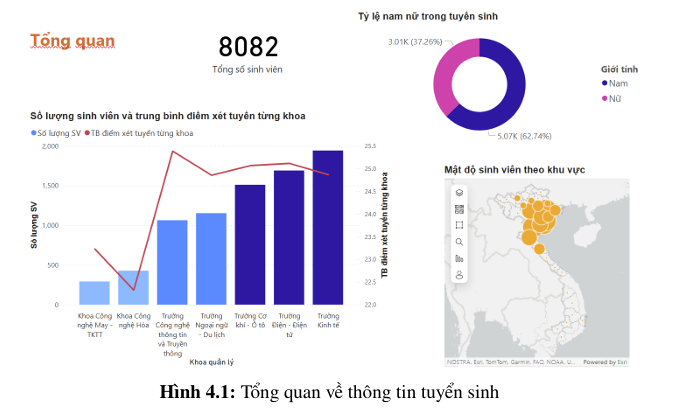 Tổng quan
8082
Tổng số sinh viên
Tỷ lệ nam nữ trong tuyển sinh
3.01K (37.26%)
5.07K (62.74%)
Giới tính
Nam
Nữ
Số lượng sinh viên và trung bình điểm xét tuyển từng khoa
Số lượng SV
TB điểm xét tuyển từng khoa
Số lượng SV
2,000
1,500
1,000
500
0
25.5
25.0
24.5
24.0
23.5
23.0
22.5
22.0
TB điểm xét tuyển từng khoa
Khoa Công
nghệ May -
TKTT
Khoa Công
nghệ Hóa
Trường
Công nghệ
thông tin
và Truyền
thông
Trường
Ngoại ngữ
- Du lịch
Trường Cơ
khí - Ô tô
Trường
Điện - Điện
tử
Trường
Kinh tế
Khoa quản lý
Mật độ sinh viên theo khu vực
NOSTRA, Esri, TomTom, Garmin, FAO, NOAA, U...
Powered by Esri
Hình 4.1: Tổng quan về thông tin tuyển sinh